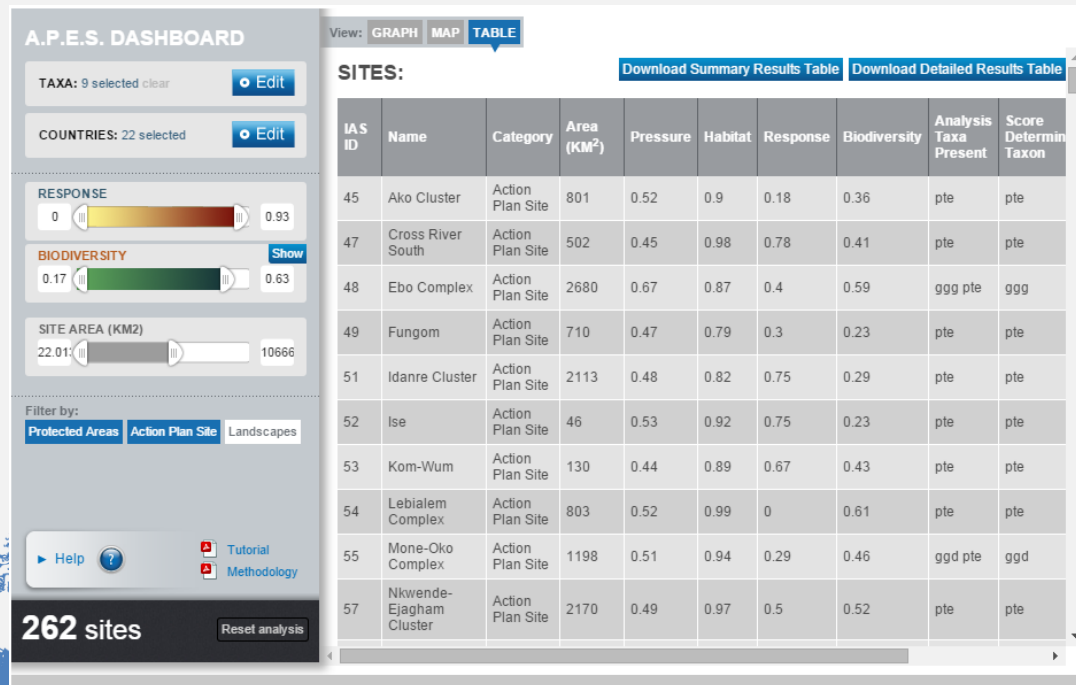 A.P.E.S. DASHBOARD
TAXA: 9 selected clear
Edit
COUNTRIES: 22 selected
Edit
RESPONSE
0 0.93
BIODIVERSITY Show
0.17 0.63
SITE AREA (KM2)
22.01 10666
Filter by:
Protected Areas Action Plan Site Landscapes
Help ? Tutorial
Methodology
262 sites Reset analysis
View: GRAPH MAP TABLE
SITES: Download Summary Results Table Download Detailed Results Table
IAS ID Name Category Area (KM²) Pressure Habitat Response Biodiversity Analysis Taxa Present Score Determin Taxon
45 Ako Cluster Action Plan Site 801 0.52 0.9 0.18 0.36 pte pte
47 Cross River South Action Plan Site 502 0.45 0.98 0.78 0.41 pte pte
48 Ebo Complex Action Plan Site 2680 0.67 0.87 0.4 0.59 ggg pte ggg
49 Fungom Action Plan Site 710 0.47 0.79 0.3 0.23 pte pte
51 Idanre Cluster Action Plan Site 2113 0.48 0.82 0.75 0.29 pte pte
52 Ise Action Plan Site 46 0.53 0.92 0.75 0.23 pte pte
53 Kom-Wum Action Plan Site 130 0.44 0.89 0.67 0.43 pte pte
54 Lebialem Complex Action Plan Site 803 0.52 0.99 0 0.61 pte pte
55 Mone-Oko Complex Action Plan Site 1198 0.51 0.94 0.29 0.46 ggd pte ggd
57 Nkwende-Ejagham Cluster Action Plan Site 2170 0.49 0.97 0.5 0.52 pte pte